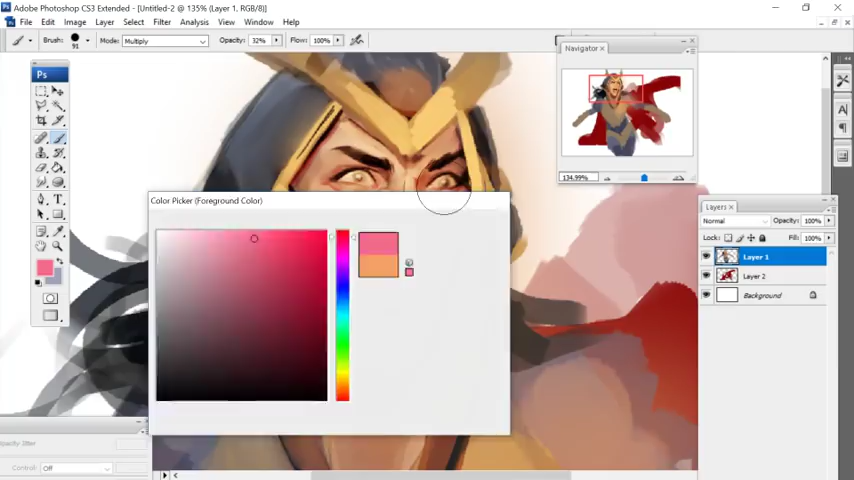 Adobe Photoshop CS3 Extended - [Untitled-2 @ 135% (Layer 1, RGB/8)]
File Edit Image Layer Select Filter Analysis View Window Help
Brush: 91 Mode: Multiply Opacity: 32% Flow: 100%
Navigator ×
134.99%
Ps
Color Picker (Foreground Color)
Layers ×
Normal Opacity: 100%
Lock: Fill: 100%
Layer 1
Layer 2
Background
Opacity Jitter
Control: Off